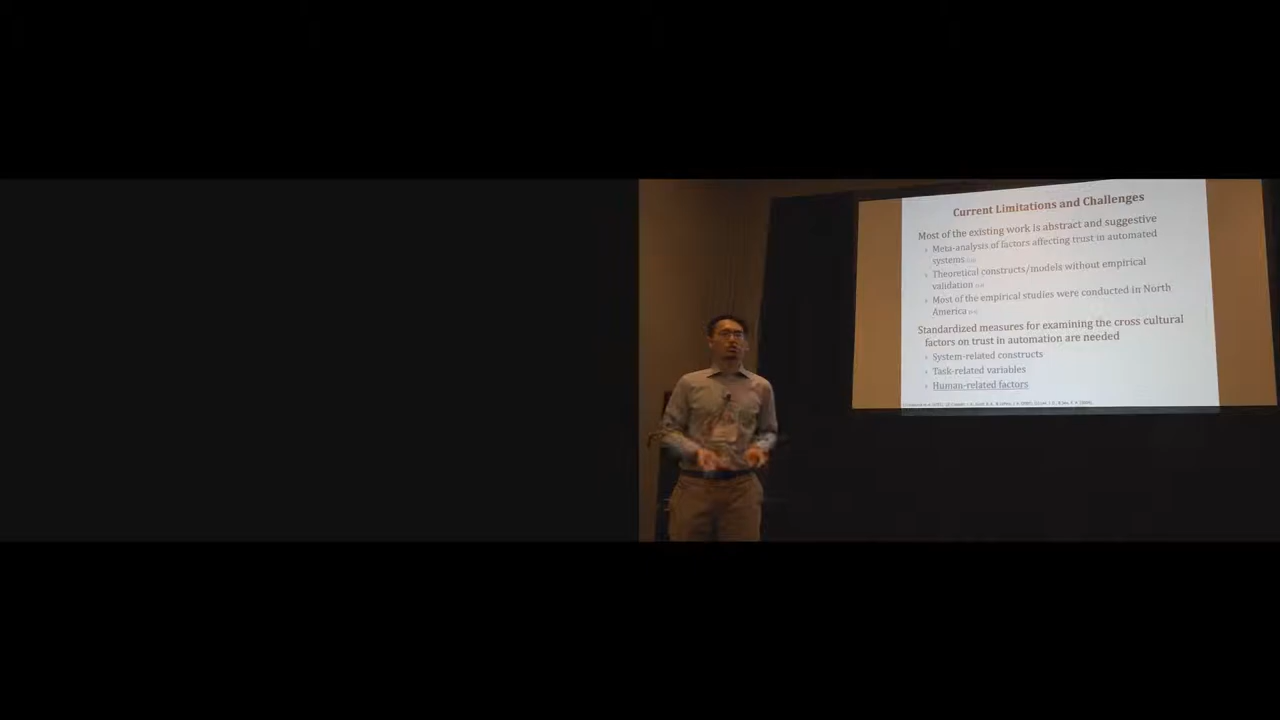 Current Limitations and Challenges
Most of the existing work is abstract and suggestive
Meta-analysis of factors affecting trust in automated
systems
Theoretical constructs/models without empirical
validation
Most of the empirical studies were conducted in North
America
Standardized measures for examining the cross cultural
factors on trust in automation are needed
System-related constructs
Task-related variables
Human-related factors